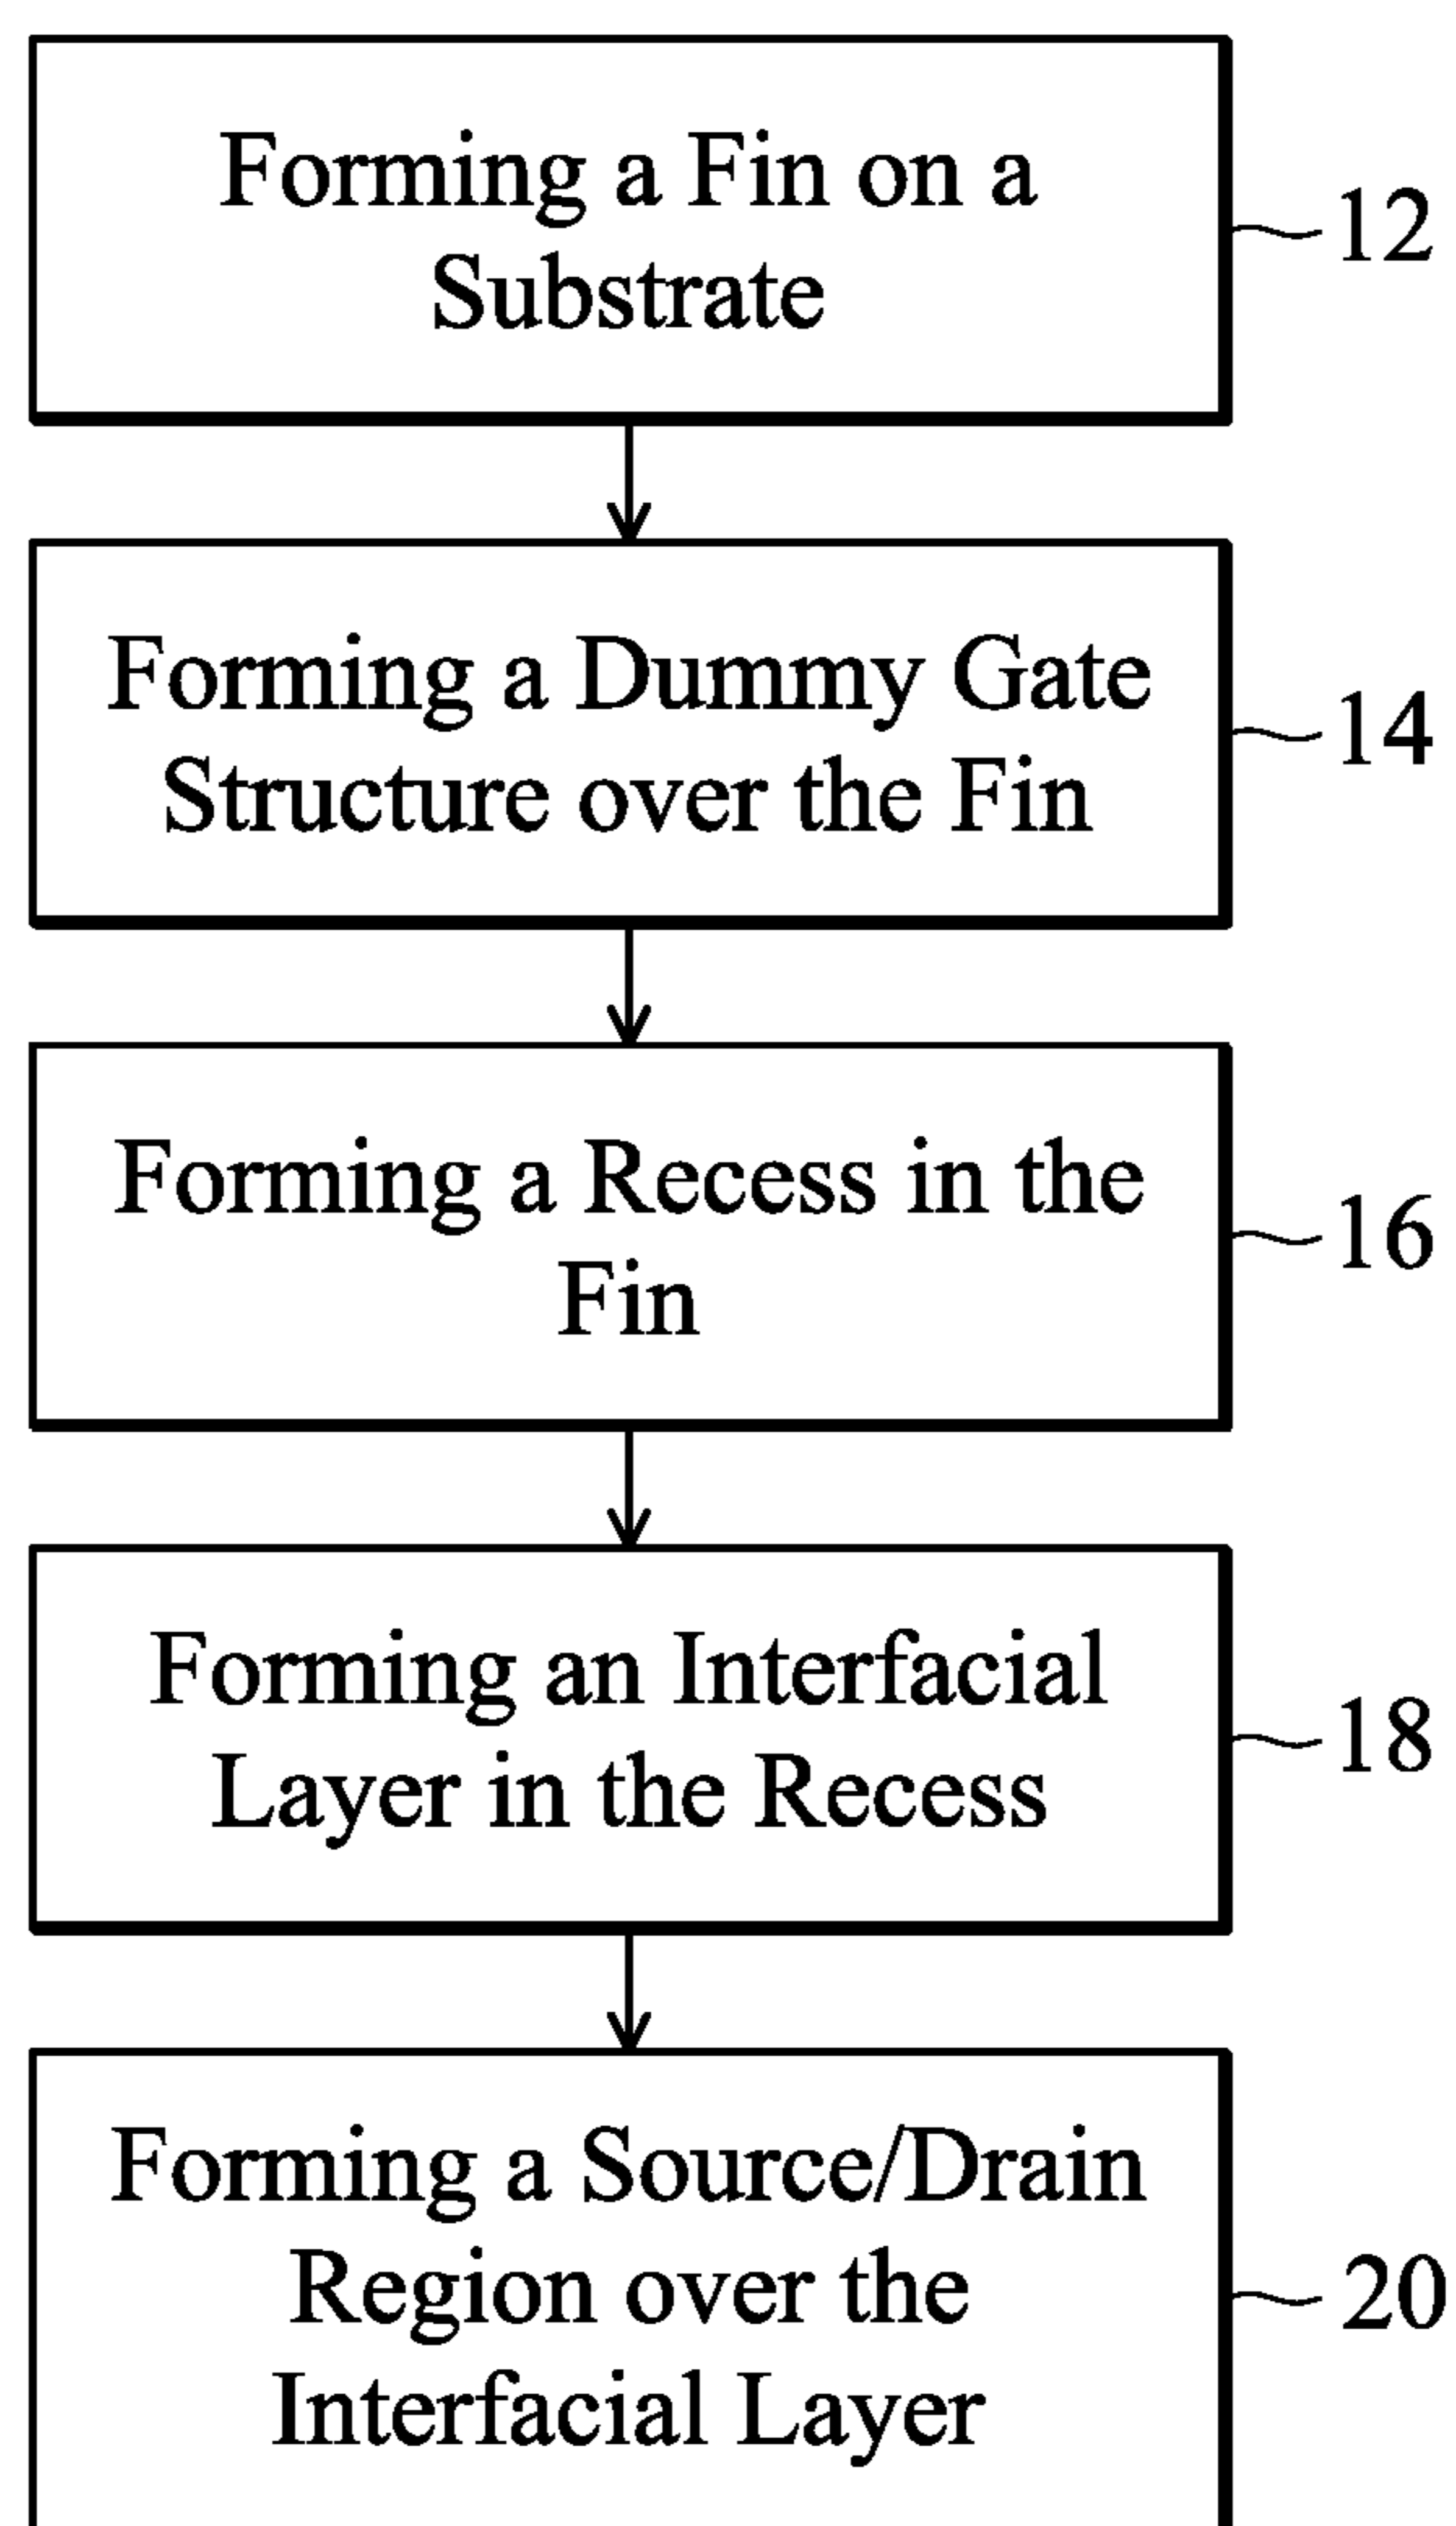 Forming a Fin on a
Substrate
12
Forming a Dummy Gate
Structure over the Fin
14
Forming a Recess in the
Fin
16
Forming an Interfacial
Layer in the Recess
18
Forming a Source/Drain
Region over the
Interfacial Layer
20